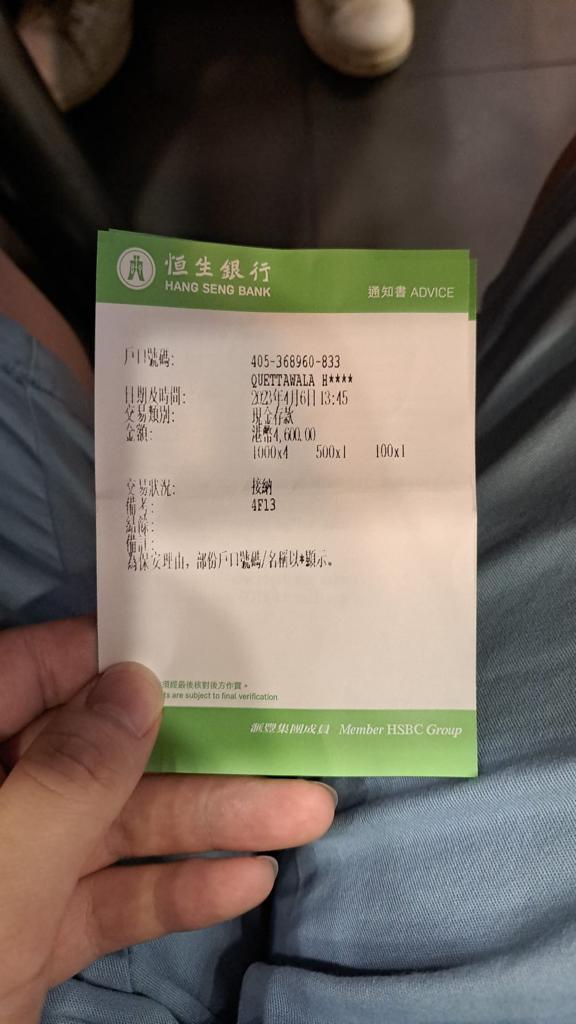 恒生銀行
HANG SENG BANK
通知書 ADVICE
戶口號碼: 405-368960-833
QUETTAWALA H****
日期及時間: 2023年4月6日 13:45
交易類別: 現金存款
金額: 港幣4,600.00
1000x4 500x1 100x1
交易狀況: 接納
備考: 4F13
結餘:
備註:
為保安理由, 部份戶口號碼/名稱以*顯示。
須經最後核對後方作實。
ts are subject to final verification
滙豐集團成員 Member HSBC Group